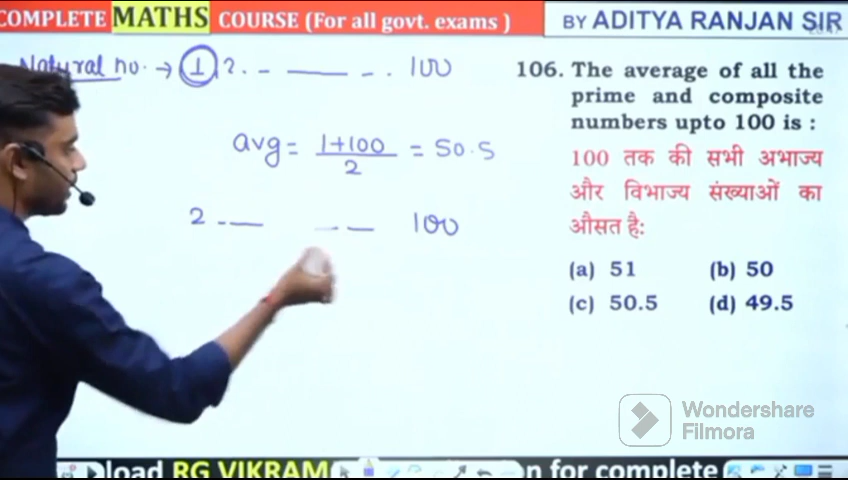 COMPLETE MATHS COURSE (For all govt. exams )
BY ADITYA RANJAN SIR
Natural no. → 1 2. - —— - - . 100
avg = 1+100 / 2 = 50.5
2 - — — — 100
106. The average of all the
prime and composite
numbers upto 100 is :
100 तक की सभी अभाज्य
और विभाज्य संख्याओं का
औसत है:
(a) 51 (b) 50
(c) 50.5 (d) 49.5
Wondershare
Filmora
load RG VIKRAM
on for complete